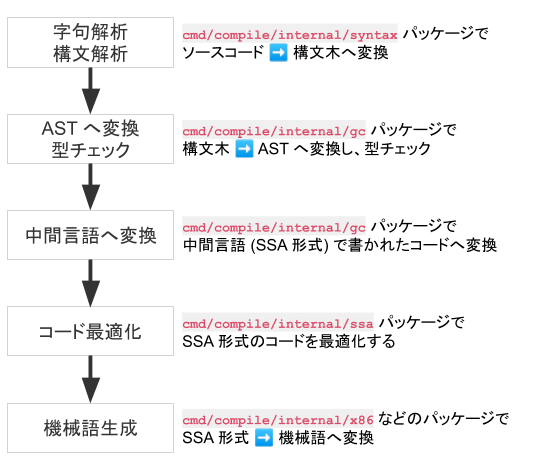 字句解析
構文解析
cmd/compile/internal/syntax パッケージで
ソースコード ➡ 構文木へ変換
AST へ変換
型チェック
cmd/compile/internal/gc パッケージで
構文木 ➡ AST へ変換し、型チェック
中間言語へ変換
cmd/compile/internal/gc パッケージで
中間言語 (SSA 形式) で書かれたコードへ変換
コード最適化
cmd/compile/internal/ssa パッケージで
SSA 形式のコードを最適化する
機械語生成
cmd/compile/internal/x86 などのパッケージで
SSA 形式 ➡ 機械語へ変換